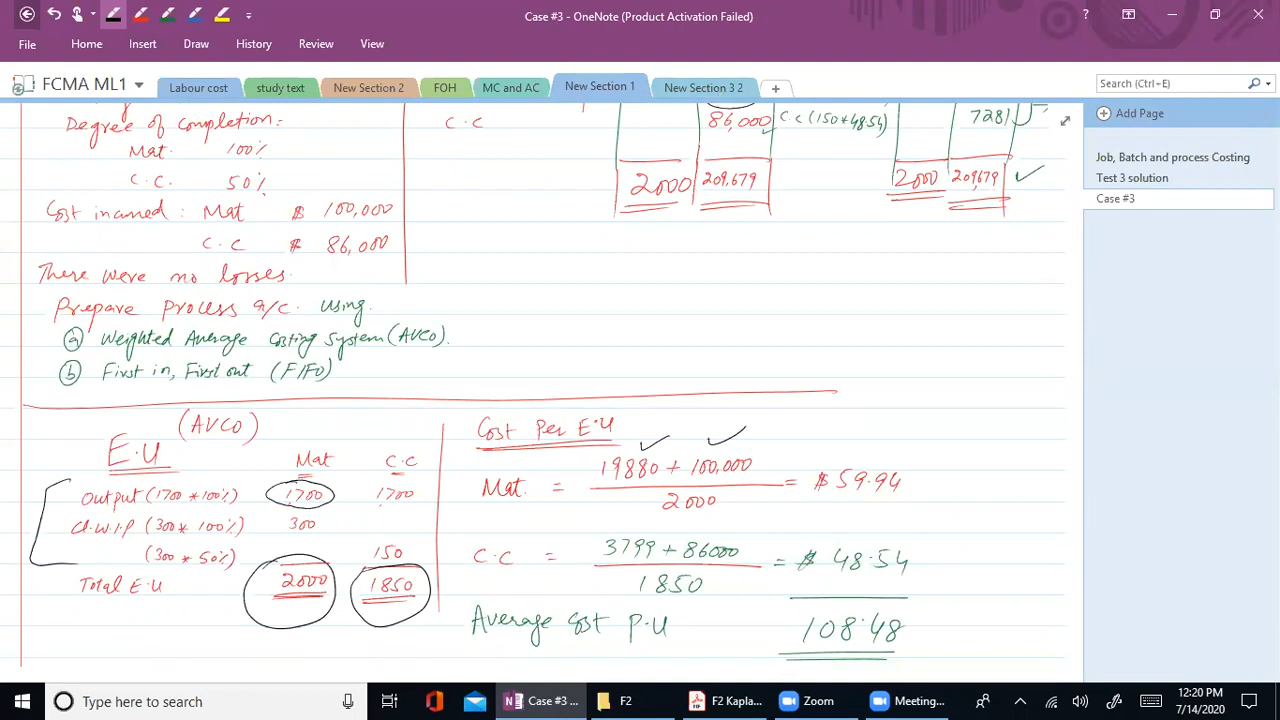 Case #3 - OneNote (Product Activation Failed)
File Home Insert Draw History Review View
FCMA ML1 Labour cost study text New Section 2 FOH MC and AC New Section 1 New Section 3 2 Search (Ctrl+E)
Add Page
Job, Batch and process Costing
Test 3 solution
Case #3
Degree of completion:
Mat. 100%
C.C. 50%
Cost incurred: Mat $ 100,000
C.C $ 86,000
There were no losses.
Prepare Process a/c. using.
(a) Weighted Average Costing System (AVCO).
(b) First in, First out (FIFO)
C.C 86,000 C.C (150*48.54) 7281
2000 209,679 2000 209,679
(AVCO)
E.U
Mat C.C
Output (1700 * 100%) 1700 1700
Cl.W.I.P (300 * 100%) 300
(300 * 50%) 150
Total E.U 2000 1850
Cost Per E.U
Mat. = 19880 + 100,000 / 2000 = $ 59.94
C.C = 3799 + 86000 / 1850 = $ 48.54
Average Cost P.U 108.48
Type here to search
Case #3 ... F2 F2 Kapla... Zoom Meeting...
12:20 PM
7/14/2020